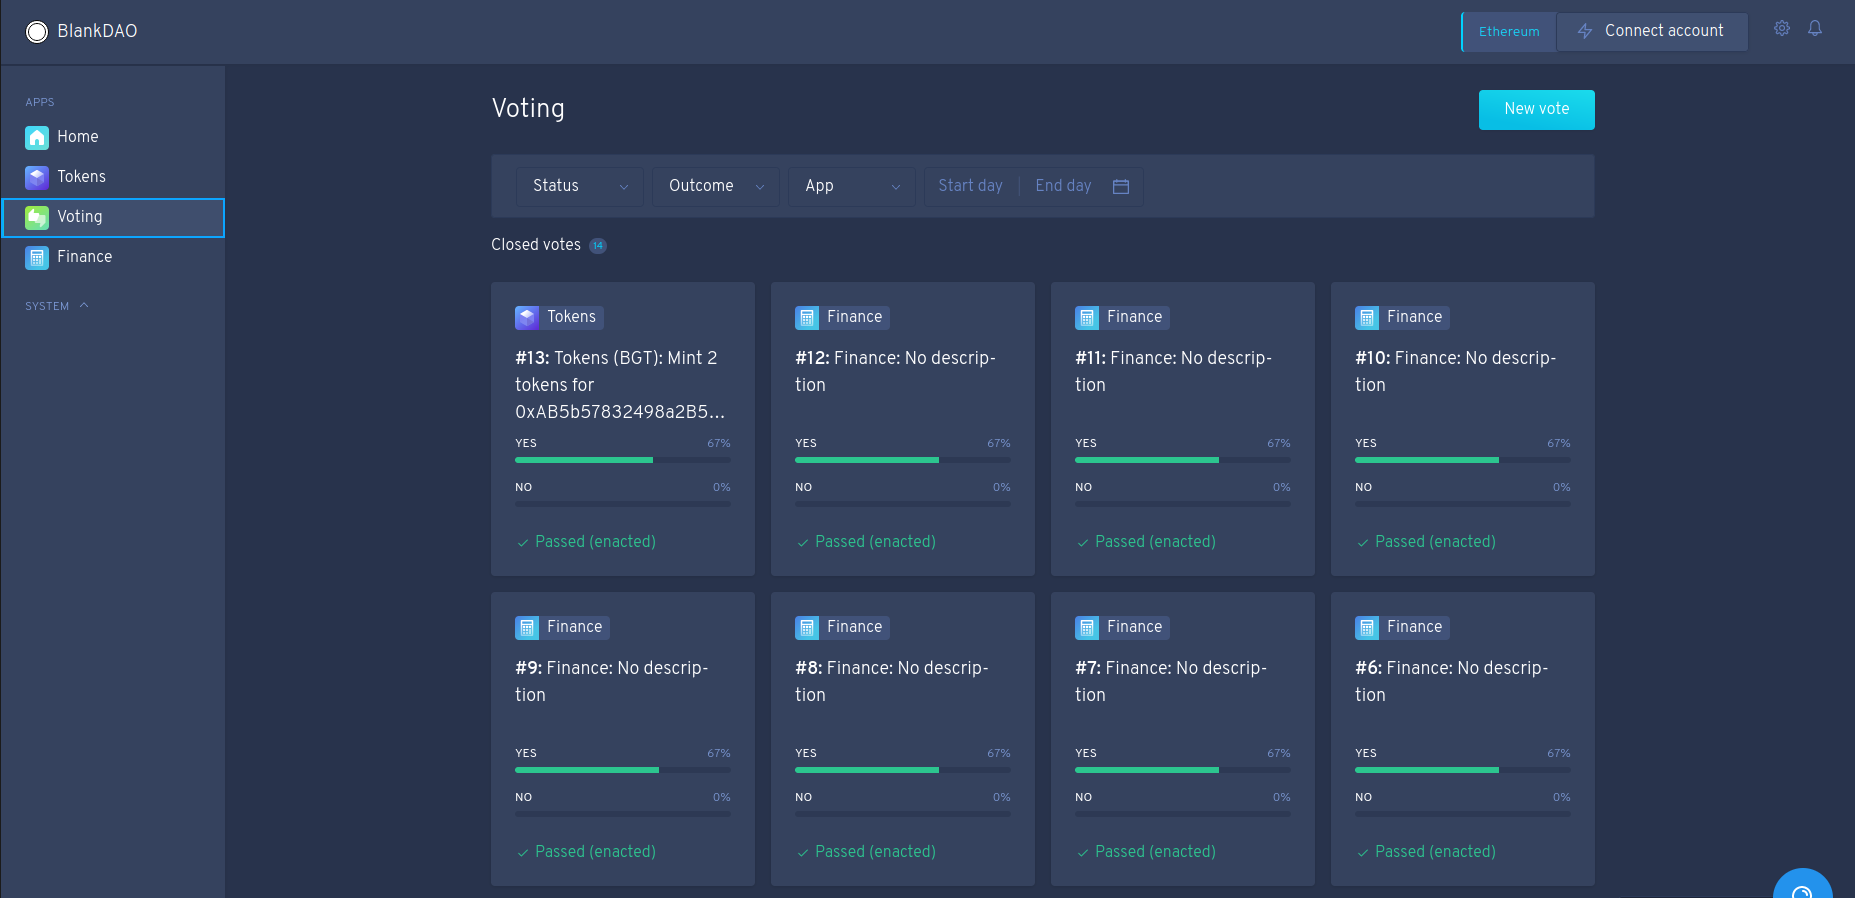 BlankDAO
Ethereum
Connect account
APPS
Home
Tokens
Voting
Finance
SYSTEM
Voting
New vote
Status
Outcome
App
Start day
End day
Closed votes 14
Tokens
#13: Tokens (BGT): Mint 2
tokens for
0xAB5b57832498a2B5...
YES 67%
NO 0%
Passed (enacted)
Finance
#12: Finance: No descrip-
tion
YES 67%
NO 0%
Passed (enacted)
Finance
#11: Finance: No descrip-
tion
YES 67%
NO 0%
Passed (enacted)
Finance
#10: Finance: No descrip-
tion
YES 67%
NO 0%
Passed (enacted)
Finance
#9: Finance: No descrip-
tion
YES 67%
NO 0%
Passed (enacted)
Finance
#8: Finance: No descrip-
tion
YES 67%
NO 0%
Passed (enacted)
Finance
#7: Finance: No descrip-
tion
YES 67%
NO 0%
Passed (enacted)
Finance
#6: Finance: No descrip-
tion
YES 67%
NO 0%
Passed (enacted)